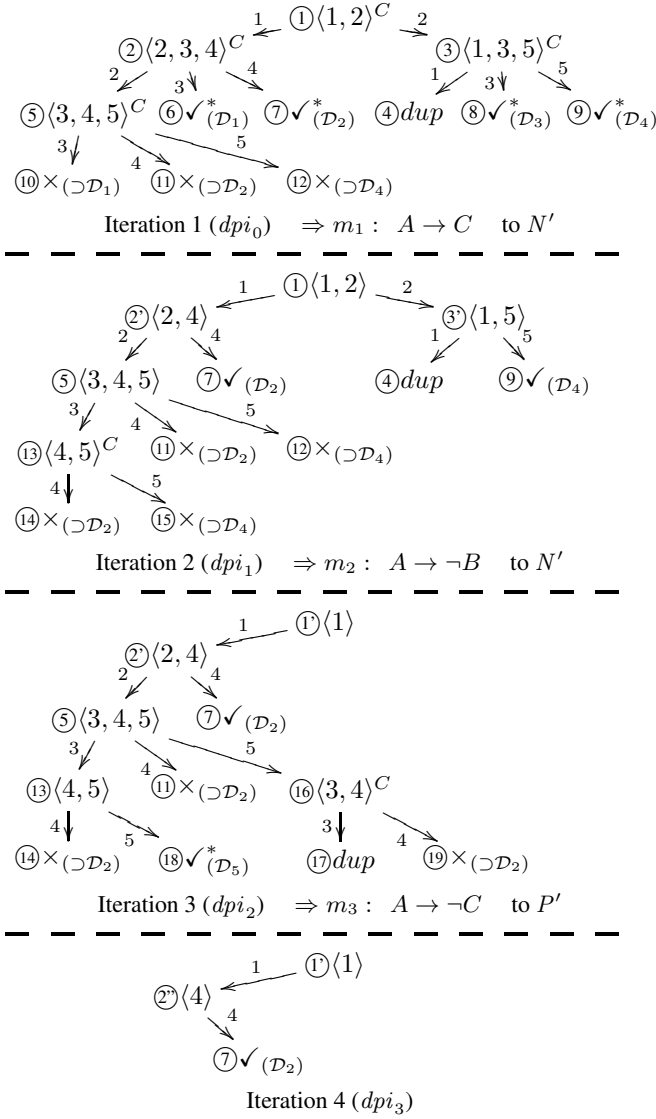 1 ①⟨1, 2⟩^C 2
②⟨2, 3, 4⟩^C ③⟨1, 3, 5⟩^C
2 3 4 1 3 5
⑤⟨3, 4, 5⟩^C ⑥✓*(D₁) ⑦✓*(D₂) ④dup ⑧✓*(D₃) ⑨✓*(D₄)
3 4 5
⑩×(⊃D₁) ⑪×(⊃D₂) ⑫×(⊃D₄)
Iteration 1 (dpi₀) ⇒ m₁ : A → C to N′
1 ①⟨1, 2⟩ 2
②'⟨2, 4⟩ ③'⟨1, 5⟩
2 4 1 5
⑤⟨3, 4, 5⟩ ⑦✓(D₂) ④dup ⑨✓(D₄)
3 4 5
⑬⟨4, 5⟩^C ⑪×(⊃D₂) ⑫×(⊃D₄)
4 5
⑭×(⊃D₂) ⑮×(⊃D₄)
Iteration 2 (dpi₁) ⇒ m₂ : A → ¬B to N′
1 ①'⟨1⟩
②'⟨2, 4⟩
2 4
⑤⟨3, 4, 5⟩ ⑦✓(D₂)
3 4 5
⑬⟨4, 5⟩ ⑪×(⊃D₂) ⑯⟨3, 4⟩^C
4 5 3 4
⑭×(⊃D₂) ⑱✓*(D₅) ⑰dup ⑲×(⊃D₂)
Iteration 3 (dpi₂) ⇒ m₃ : A → ¬C to P′
1 ①'⟨1⟩
②''⟨4⟩
4
⑦✓(D₂)
Iteration 4 (dpi₃)